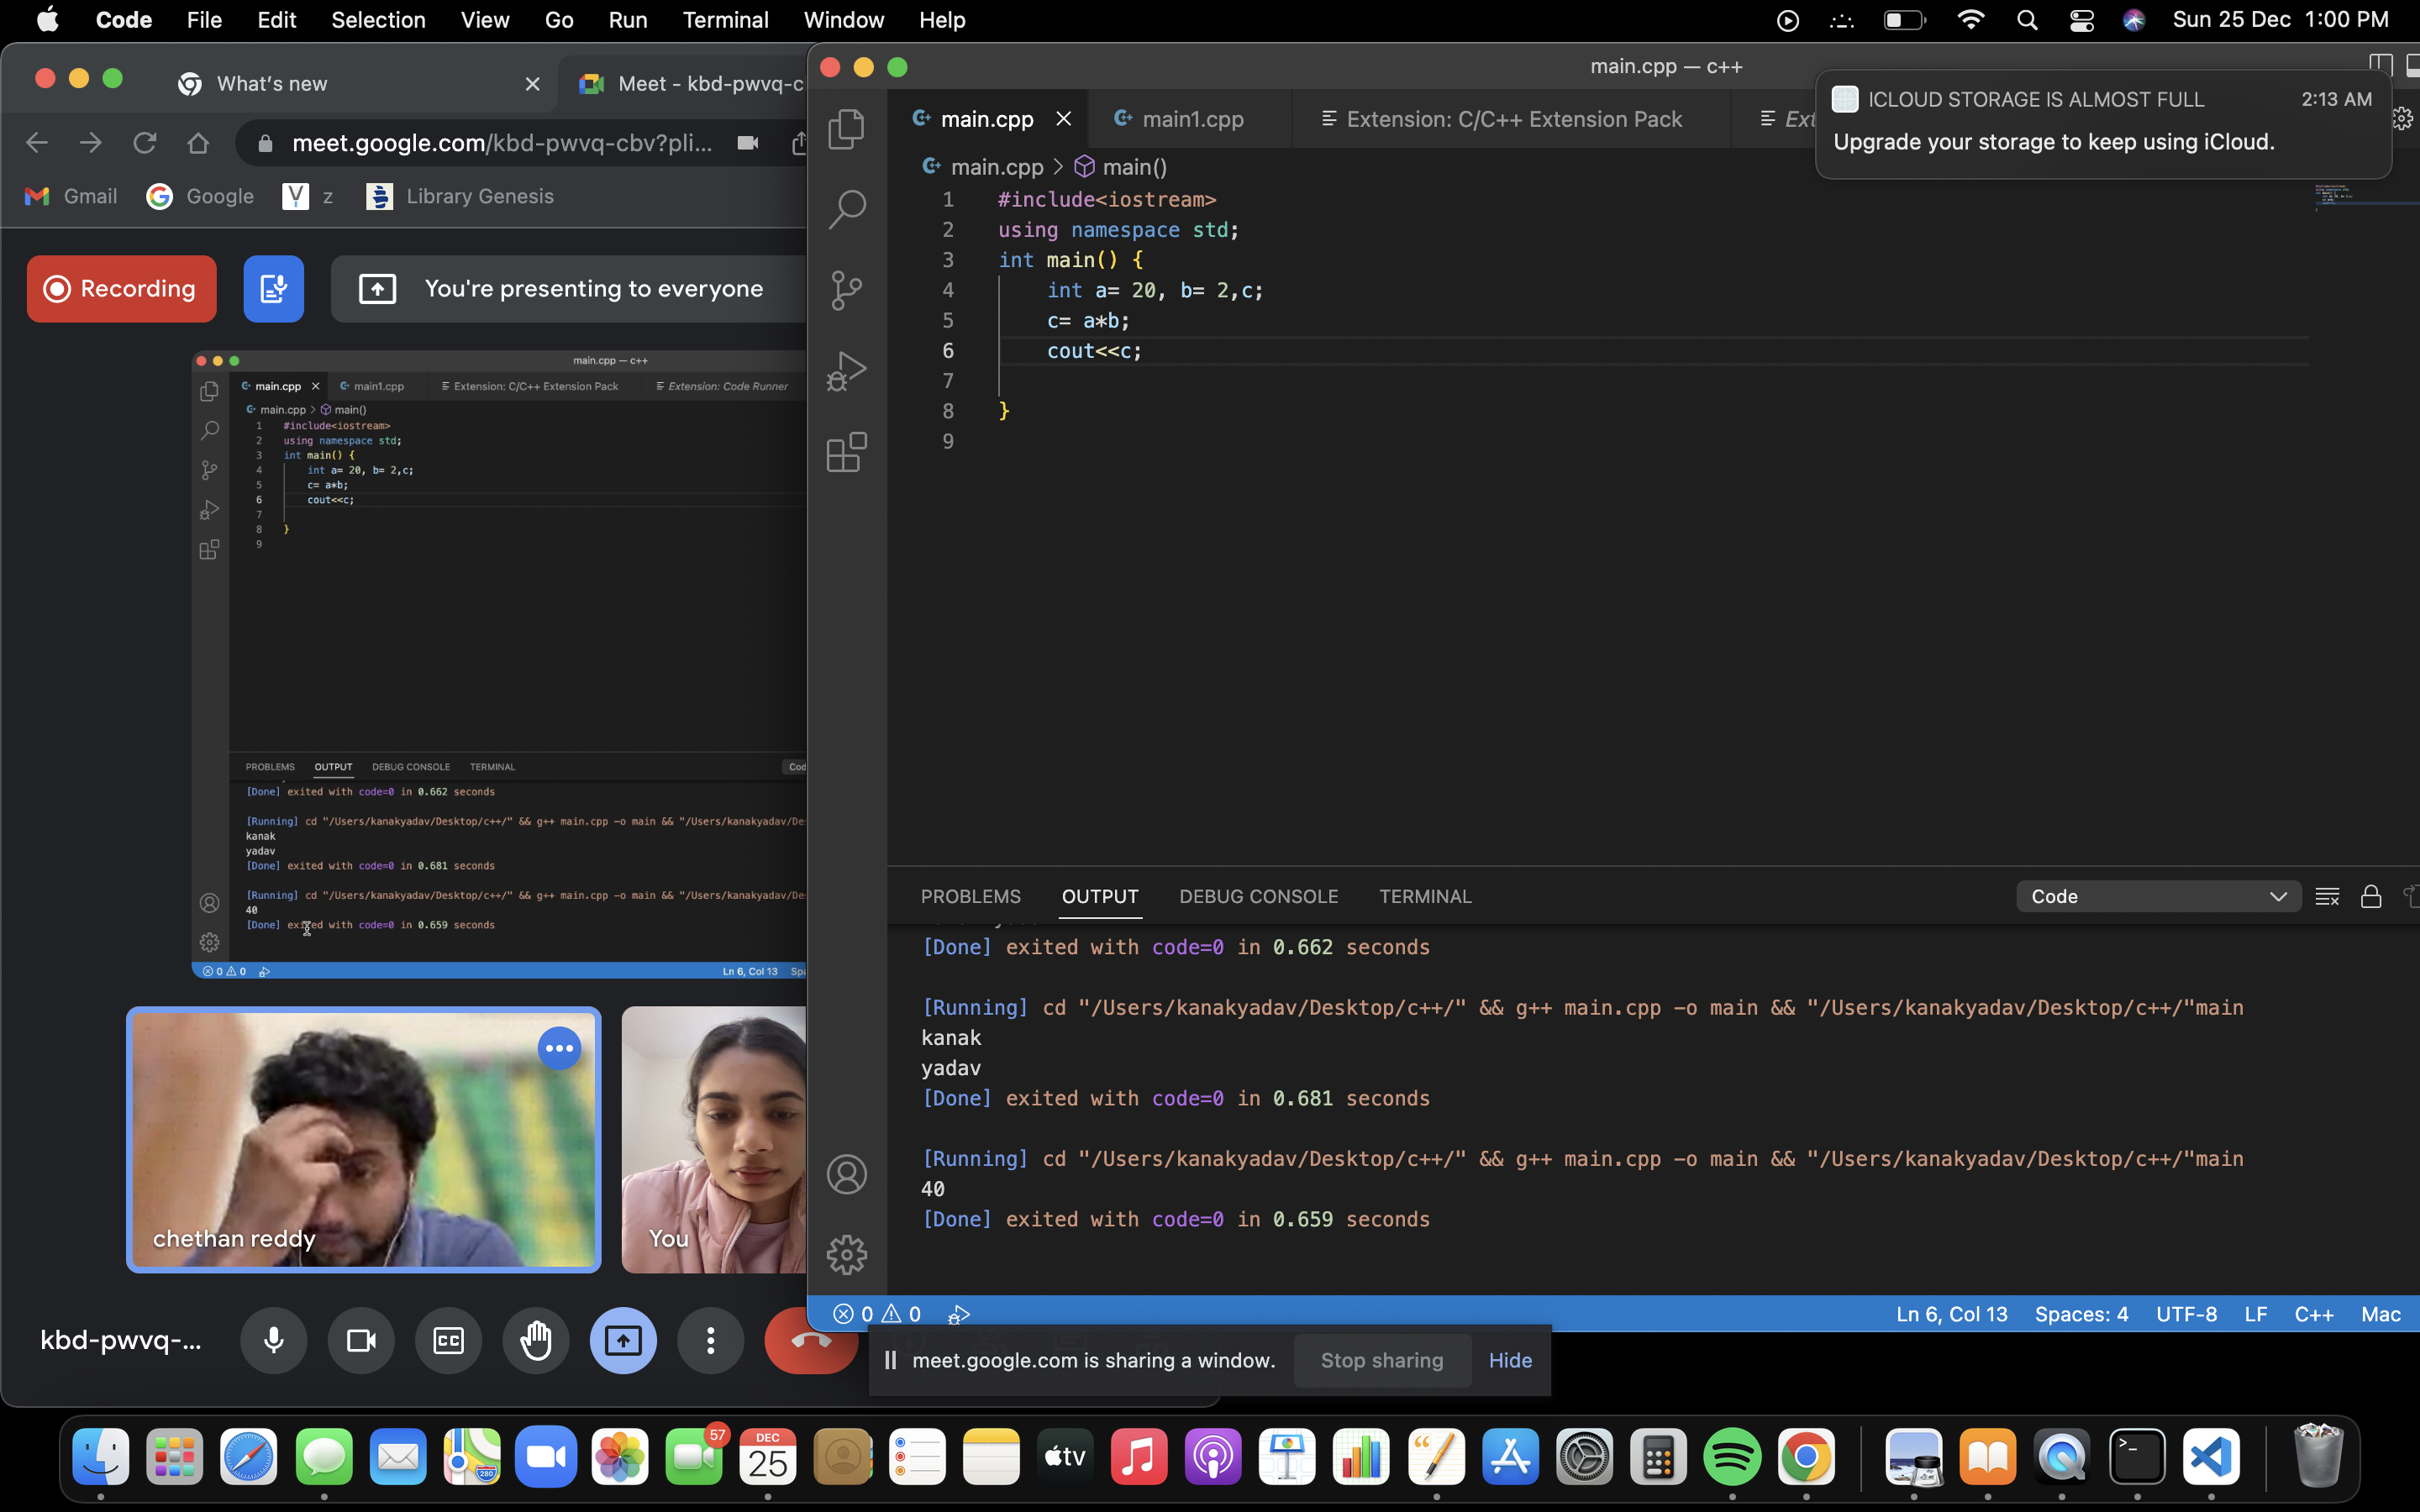 Code File Edit Selection View Go Run Terminal Window Help Sun 25 Dec 1:00 PM
What's new
Meet - kbd-pwvq-c
meet.google.com/kbd-pwvq-cbv?pli...
Gmail Google z Library Genesis
Recording
You're presenting to everyone
main.cpp — c++
main.cpp main1.cpp Extension: C/C++ Extension Pack Extension: Code Runner
main.cpp > main()
1 #include<iostream>
2 using namespace std;
3 int main() {
4 int a= 20, b= 2,c;
5 c= a*b;
6 cout<<c;
7
8 }
9
PROBLEMS OUTPUT DEBUG CONSOLE TERMINAL Cod
[Done] exited with code=0 in 0.662 seconds
[Running] cd "/Users/kanakyadav/Desktop/c++/" && g++ main.cpp -o main && "/Users/kanakyadav/De
kanak
yadav
[Done] exited with code=0 in 0.681 seconds
[Running] cd "/Users/kanakyadav/Desktop/c++/" && g++ main.cpp -o main && "/Users/kanakyadav/De
40
[Done] exited with code=0 in 0.659 seconds
0 0 Ln 6, Col 13 Spa
chethan reddy
You
kbd-pwvq-...
CC
main.cpp — c++
ICLOUD STORAGE IS ALMOST FULL 2:13 AM
Upgrade your storage to keep using iCloud.
main.cpp main1.cpp Extension: C/C++ Extension Pack Ext
main.cpp > main()
1 #include<iostream>
2 using namespace std;
3 int main() {
4 int a= 20, b= 2,c;
5 c= a*b;
6 cout<<c;
7
8 }
9
PROBLEMS OUTPUT DEBUG CONSOLE TERMINAL Code
[Done] exited with code=0 in 0.662 seconds
[Running] cd "/Users/kanakyadav/Desktop/c++/" && g++ main.cpp -o main && "/Users/kanakyadav/Desktop/c++/"main
kanak
yadav
[Done] exited with code=0 in 0.681 seconds
[Running] cd "/Users/kanakyadav/Desktop/c++/" && g++ main.cpp -o main && "/Users/kanakyadav/Desktop/c++/"main
40
[Done] exited with code=0 in 0.659 seconds
0 0 Ln 6, Col 13 Spaces: 4 UTF-8 LF C++ Mac
meet.google.com is sharing a window. Stop sharing Hide
280
57
DEC
25
tv